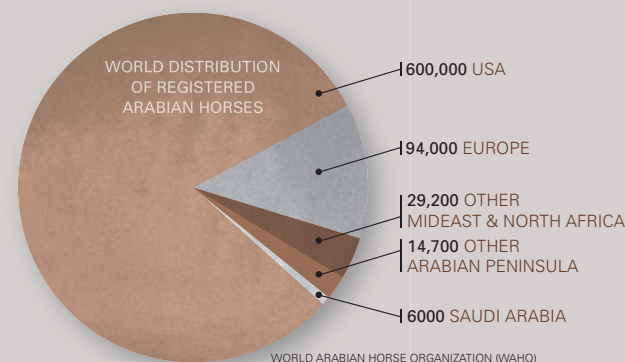 WORLD DISTRIBUTION
OF REGISTERED
ARABIAN HORSES
600,000 USA
94,000 EUROPE
29,200 OTHER
MIDEAST & NORTH AFRICA
14,700 OTHER
ARABIAN PENINSULA
6000 SAUDI ARABIA
WORLD ARABIAN HORSE ORGANIZATION (WAHO)